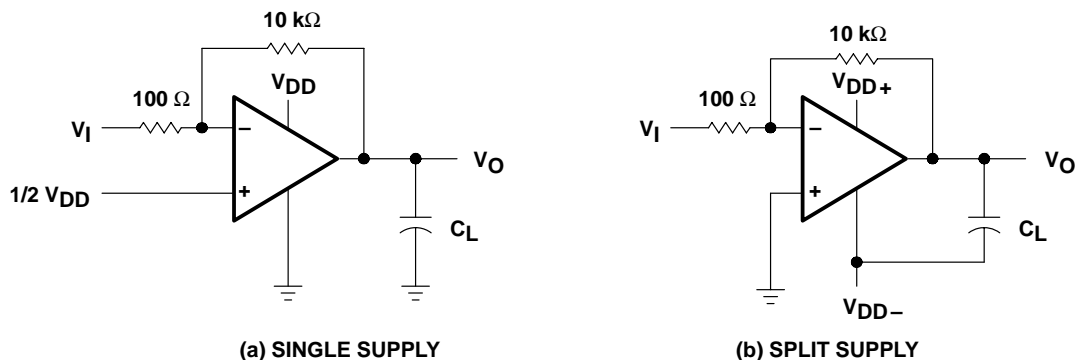 10 kΩ
VDD
100 Ω
VI
−
+
1/2 VDD
VO
CL
(a) SINGLE SUPPLY
10 kΩ
VDD+
100 Ω
VI
−
+
VO
CL
VDD−
(b) SPLIT SUPPLY